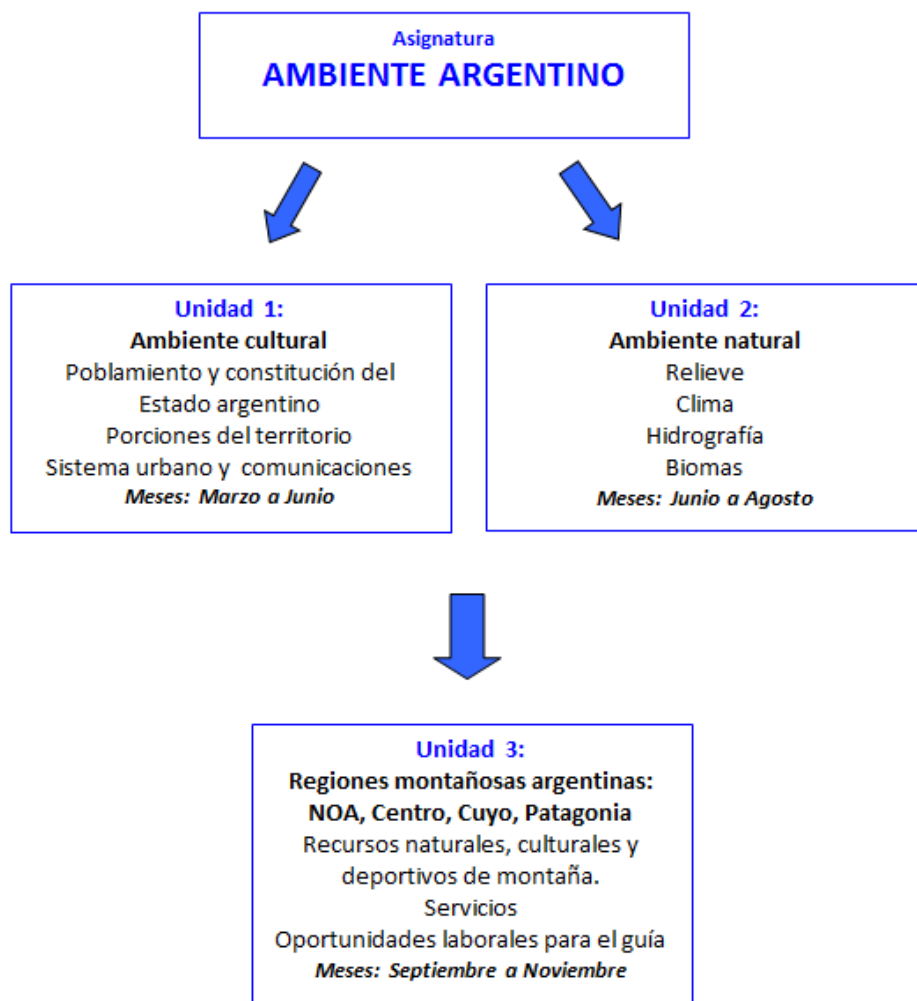 Asignatura
AMBIENTE ARGENTINO
Unidad 1:
Ambiente cultural
Poblamiento y constitución del
Estado argentino
Porciones del territorio
Sistema urbano y comunicaciones
Meses: Marzo a Junio
Unidad 2:
Ambiente natural
Relieve
Clima
Hidrografía
Biomas
Meses: Junio a Agosto
Unidad 3:
Regiones montañosas argentinas:
NOA, Centro, Cuyo, Patagonia
Recursos naturales, culturales y
deportivos de montaña.
Servicios
Oportunidades laborales para el guía
Meses: Septiembre a Noviembre